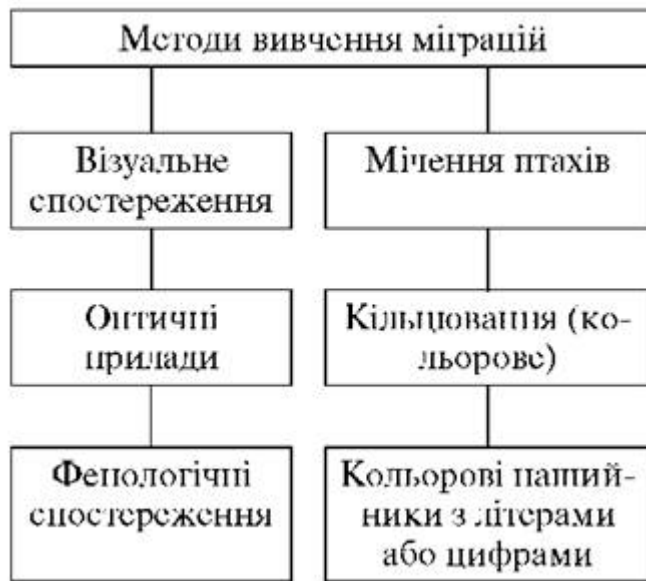 Методи вивчення міграцій
Візуальне
спостереження
Мічення птахів
Оптичні
прилади
Кільцювання (ко-
льорове)
Фенологічні
спостереження
Кольорові наший-
ники з літерами
або цифрами